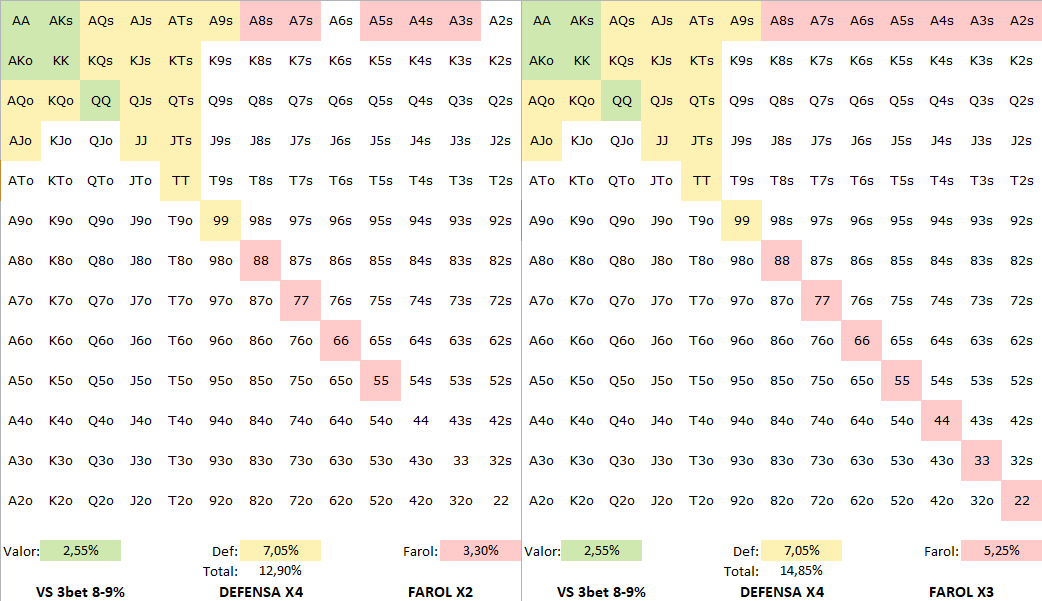 AA AKs AQs AJs ATs A9s A8s A7s A6s A5s A4s A3s A2s AA AKs AQs AJs ATs A9s A8s A7s A6s A5s A4s A3s A2s
AKo KK KQs KJs KTs K9s K8s K7s K6s K5s K4s K3s K2s AKo KK KQs KJs KTs K9s K8s K7s K6s K5s K4s K3s K2s
AQo KQo QQ QJs QTs Q9s Q8s Q7s Q6s Q5s Q4s Q3s Q2s AQo KQo QQ QJs QTs Q9s Q8s Q7s Q6s Q5s Q4s Q3s Q2s
AJo KJo QJo JJ JTs J9s J8s J7s J6s J5s J4s J3s J2s AJo KJo QJo JJ JTs J9s J8s J7s J6s J5s J4s J3s J2s
ATo KTo QTo JTo TT T9s T8s T7s T6s T5s T4s T3s T2s ATo KTo QTo JTo TT T9s T8s T7s T6s T5s T4s T3s T2s
A9o K9o Q9o J9o T9o 99 98s 97s 96s 95s 94s 93s 92s A9o K9o Q9o J9o T9o 99 98s 97s 96s 95s 94s 93s 92s
A8o K8o Q8o J8o T8o 98o 88 87s 86s 85s 84s 83s 82s A8o K8o Q8o J8o T8o 98o 88 87s 86s 85s 84s 83s 82s
A7o K7o Q7o J7o T7o 97o 87o 77 76s 75s 74s 73s 72s A7o K7o Q7o J7o T7o 97o 87o 77 76s 75s 74s 73s 72s
A6o K6o Q6o J6o T6o 96o 86o 76o 66 65s 64s 63s 62s A6o K6o Q6o J6o T6o 96o 86o 76o 66 65s 64s 63s 62s
A5o K5o Q5o J5o T5o 95o 85o 75o 65o 55 54s 53s 52s A5o K5o Q5o J5o T5o 95o 85o 75o 65o 55 54s 53s 52s
A4o K4o Q4o J4o T4o 94o 84o 74o 64o 54o 44 43s 42s A4o K4o Q4o J4o T4o 94o 84o 74o 64o 54o 44 43s 42s
A3o K3o Q3o J3o T3o 93o 83o 73o 63o 53o 43o 33 32s A3o K3o Q3o J3o T3o 93o 83o 73o 63o 53o 43o 33 32s
A2o K2o Q2o J2o T2o 92o 82o 72o 62o 52o 42o 32o 22 A2o K2o Q2o J2o T2o 92o 82o 72o 62o 52o 42o 32o 22
Valor: 2,55% Def: 7,05% Farol: 3,30% Valor: 2,55% Def: 7,05% Farol: 5,25%
Total: 12,90% Total: 14,85%
VS 3bet 8-9% DEFENSA X4 FAROL X2 VS 3bet 8-9% DEFENSA X4 FAROL X3